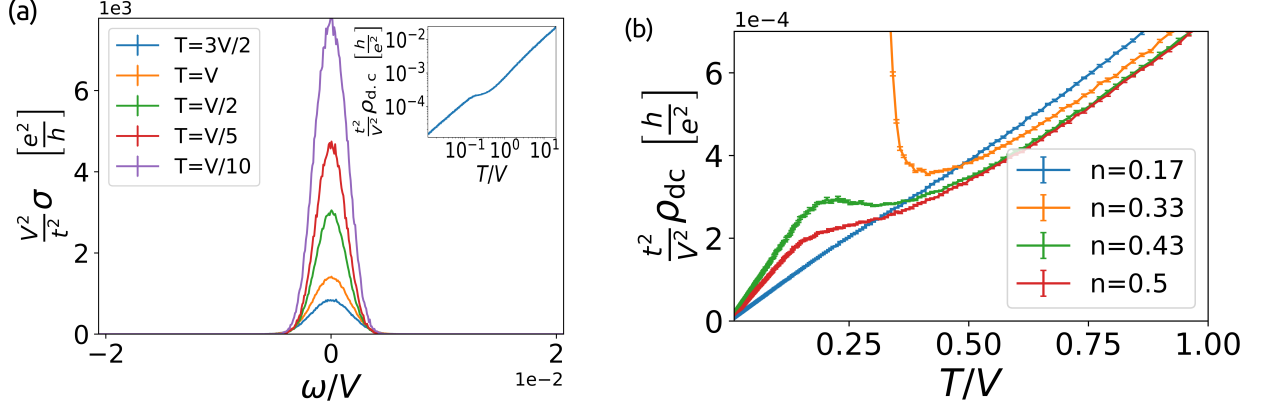 (a)
1e3
V²/t² σ [e²/h]
6
4
2
0
T=3V/2
T=V
T=V/2
T=V/5
T=V/10
t²/V² ρd.c [h/e²]
10⁻²
10⁻³
10⁻⁴
10⁻¹ 10⁰ 10¹
T/V
−2 0 2
1e−2
ω/V
(b)
1e−4
t²/V² ρdc [h/e²]
6
4
2
0
n=0.17
n=0.33
n=0.43
n=0.5
0.25 0.50 0.75 1.00
T/V